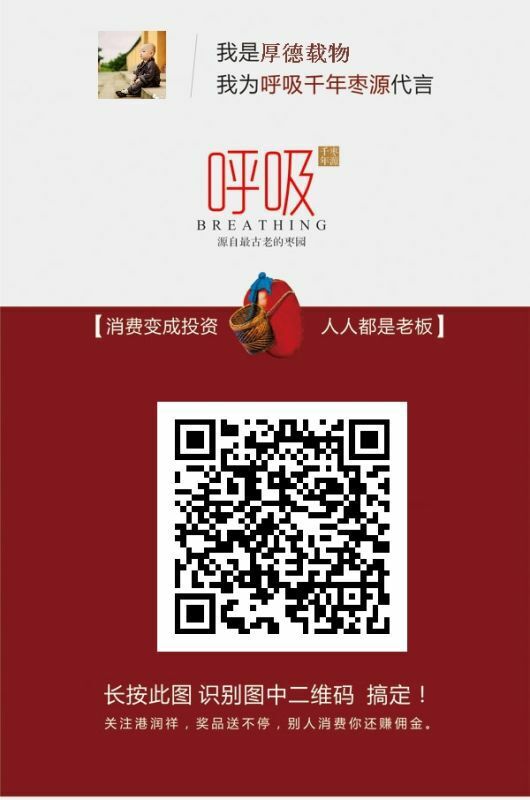 我是厚德载物
我为呼吸千年枣源代言
呼吸
千年枣源
BREATHING
源自最古老的枣园
【消费变成投资 人人都是老板】
长按此图 识别图中二维码 搞定！
关注港润祥，奖品送不停，别人消费你还赚佣金。